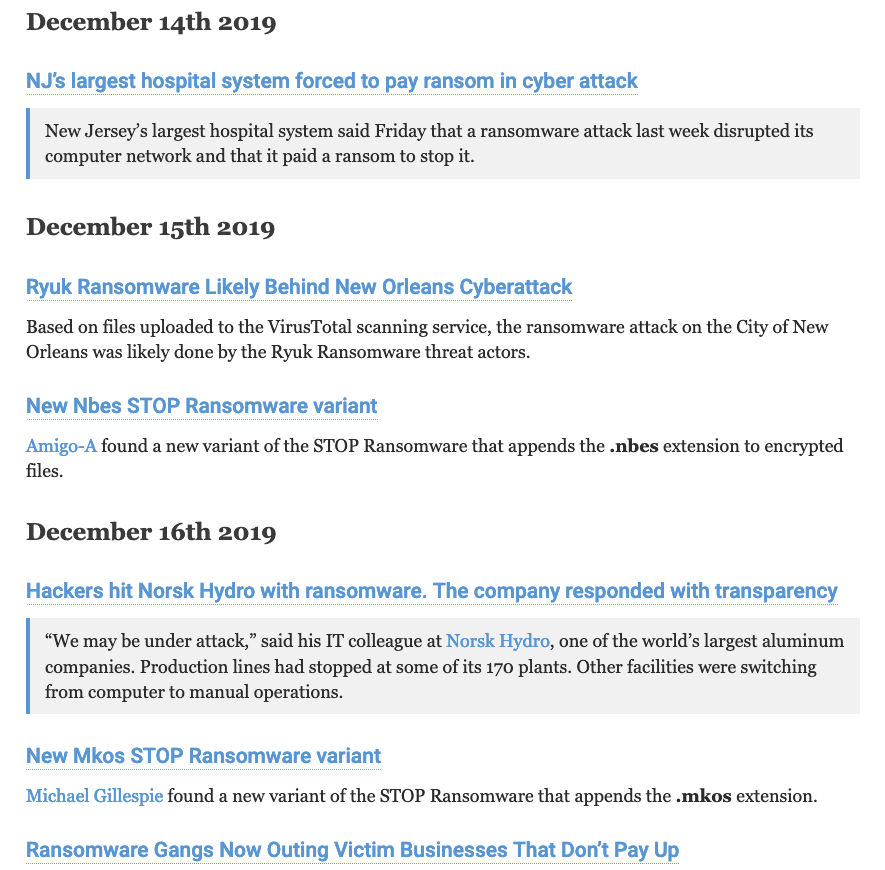 December 14th 2019
NJ’s largest hospital system forced to pay ransom in cyber attack
New Jersey’s largest hospital system said Friday that a ransomware attack last week disrupted its
computer network and that it paid a ransom to stop it.
December 15th 2019
Ryuk Ransomware Likely Behind New Orleans Cyberattack
Based on files uploaded to the VirusTotal scanning service, the ransomware attack on the City of New
Orleans was likely done by the Ryuk Ransomware threat actors.
New Nbes STOP Ransomware variant
Amigo-A found a new variant of the STOP Ransomware that appends the .nbes extension to encrypted
files.
December 16th 2019
Hackers hit Norsk Hydro with ransomware. The company responded with transparency
“We may be under attack,” said his IT colleague at Norsk Hydro, one of the world’s largest aluminum
companies. Production lines had stopped at some of its 170 plants. Other facilities were switching
from computer to manual operations.
New Mkos STOP Ransomware variant
Michael Gillespie found a new variant of the STOP Ransomware that appends the .mkos extension.
Ransomware Gangs Now Outing Victim Businesses That Don’t Pay Up